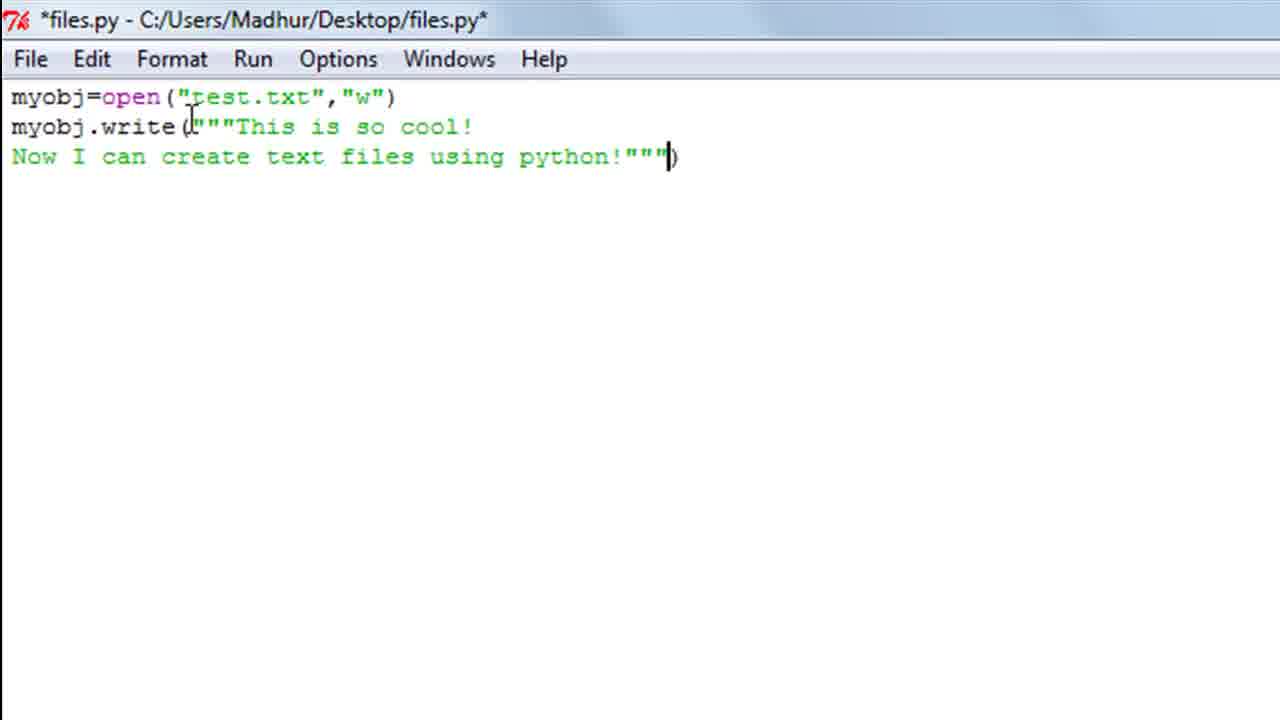 *files.py - C:/Users/Madhur/Desktop/files.py*
File Edit Format Run Options Windows Help
myobj=open("test.txt","w")
myobj.write("""This is so cool!
Now I can create text files using python!""")